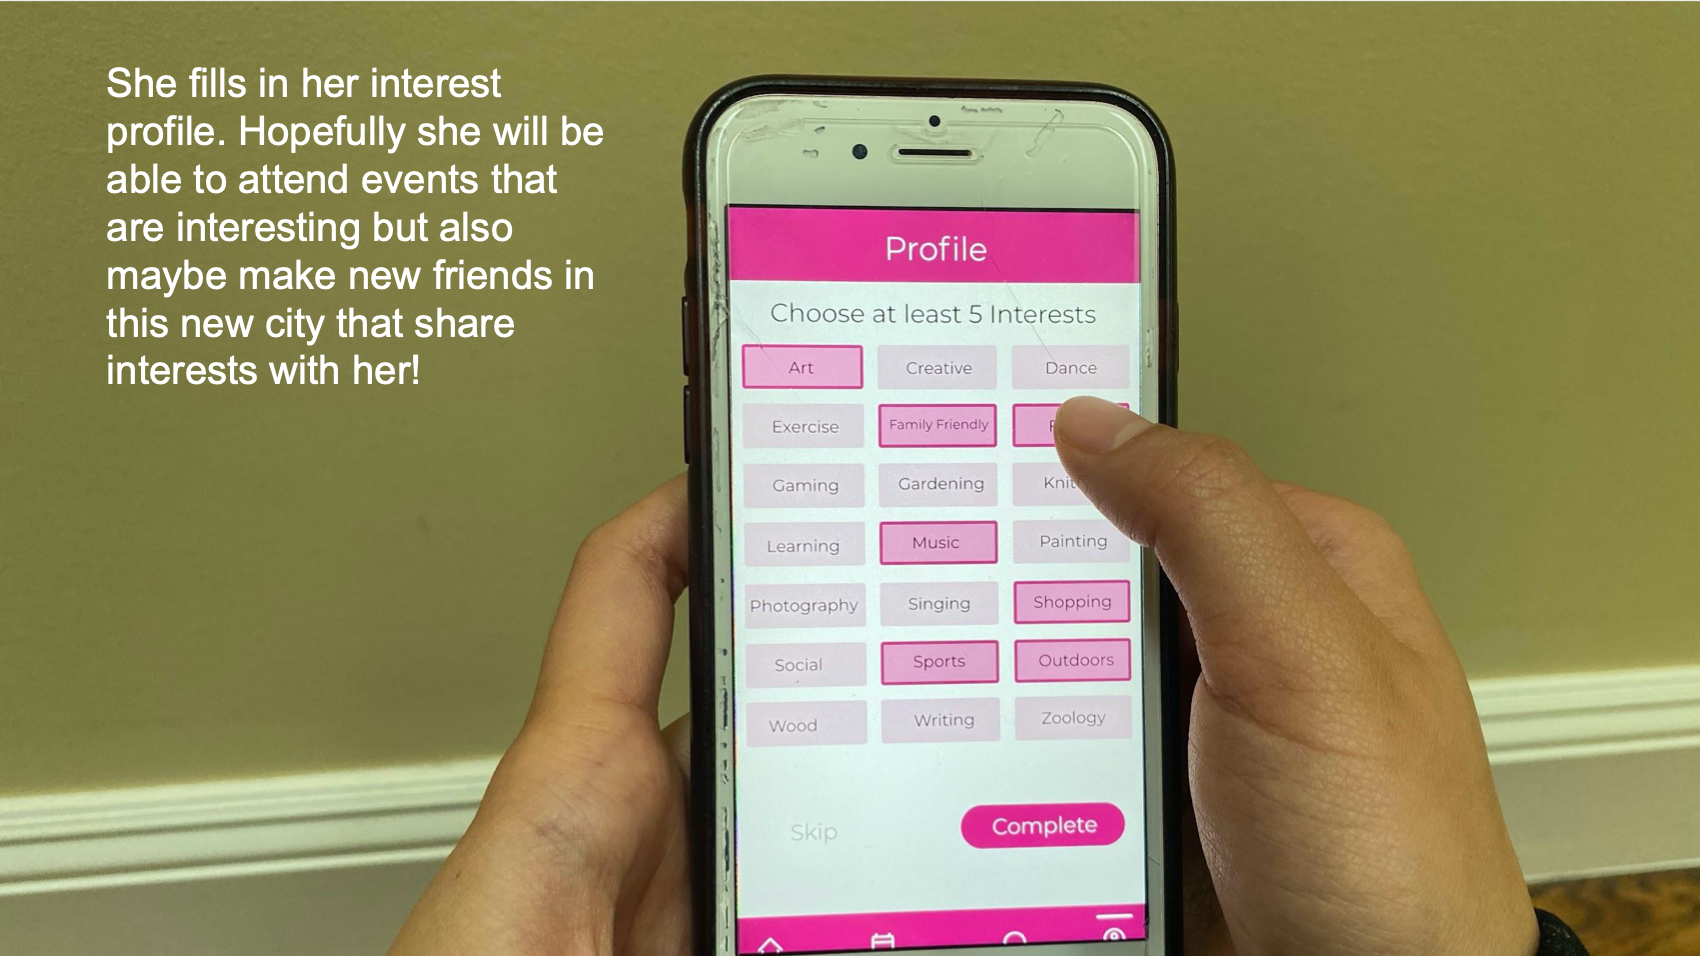 She fills in her interest
profile. Hopefully she will be
able to attend events that
are interesting but also
maybe make new friends in
this new city that share
interests with her!
Profile
Choose at least 5 Interests
Art Creative Dance
Exercise Family Friendly
Gaming Gardening
Learning Music Painting
Photography Singing Shopping
Social Sports Outdoors
Wood Writing Zoology
Skip Complete